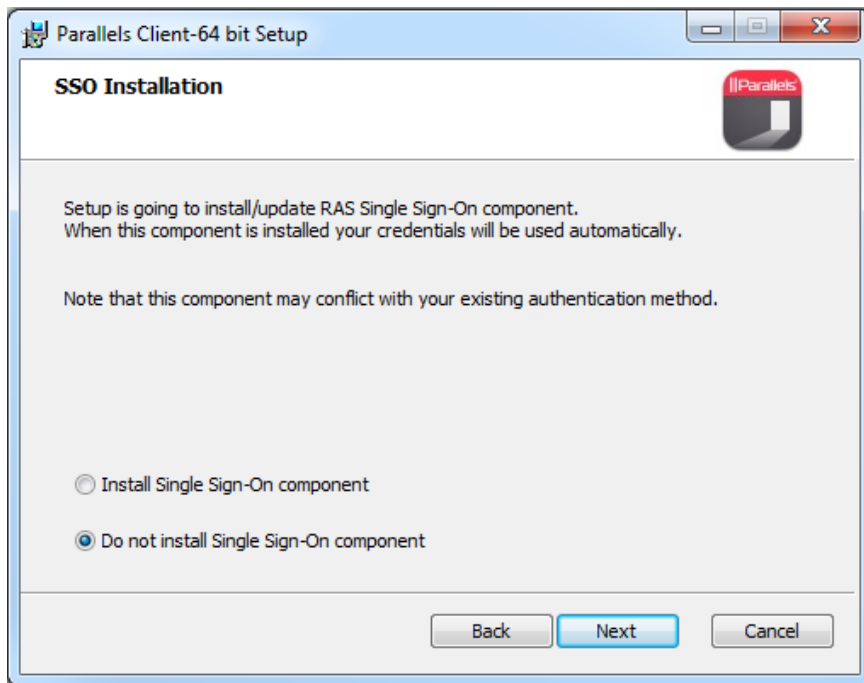 Parallels Client-64 bit Setup
SSO Installation
||Parallels®
Setup is going to install/update RAS Single Sign-On component.
When this component is installed your credentials will be used automatically.
Note that this component may conflict with your existing authentication method.
Install Single Sign-On component
Do not install Single Sign-On component
Back
Next
Cancel